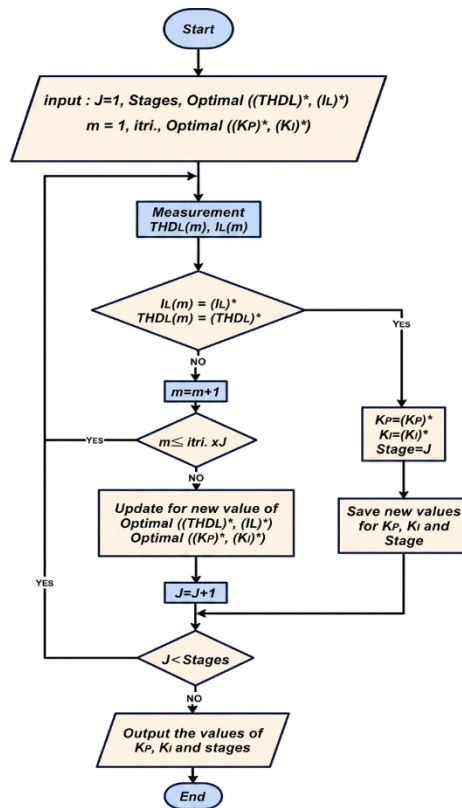 Start
input : J=1, Stages, Optimal ((THDL)*, (IL)*)
m = 1, itri., Optimal ((KP)*, (KI)*)
Measurement
THDL(m), IL(m)
IL(m) = (IL)*
THDL(m) = (THDL)*
YES
NO
m=m+1
KP=(KP)*
KI=(KI)*
Stage=J
m≤ itri. xJ
YES
NO
Update for new value of
Optimal ((THDL)*, (IL)*)
Optimal ((KP)*, (KI)*)
Save new values
for KP, KI and
Stage
YES
J=J+1
J<Stages
NO
Output the values of
KP, KI and stages
End